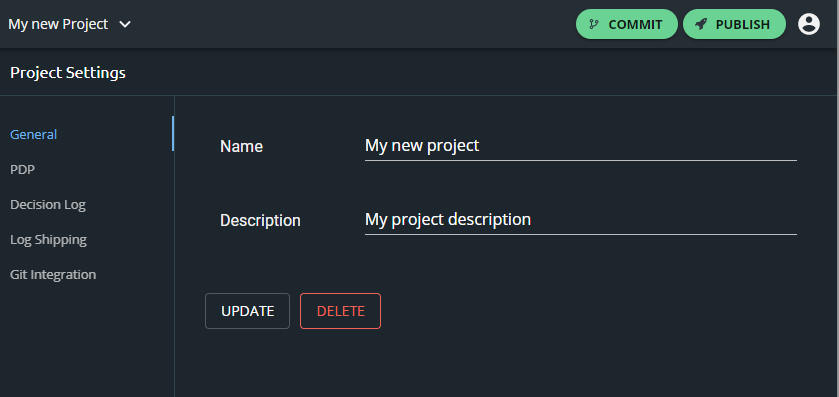 My new Project
COMMIT
PUBLISH
Project Settings
General
PDP
Decision Log
Log Shipping
Git Integration
Name
My new project
Description
My project description
UPDATE
DELETE